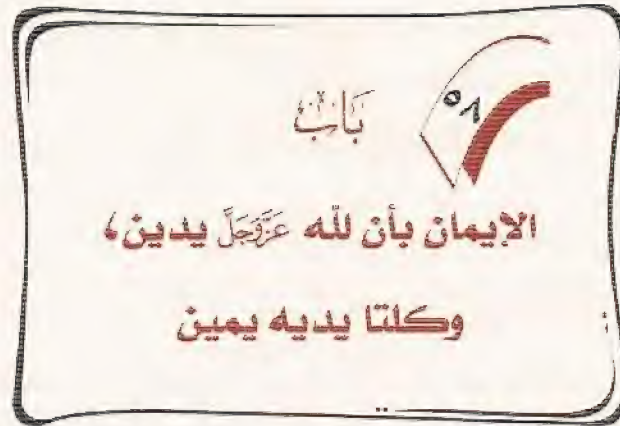 ٥٨
بَابُ
الإيمان بأن لله عَزَّوَجَلَّ يدين،
وكلتا يديه يمين